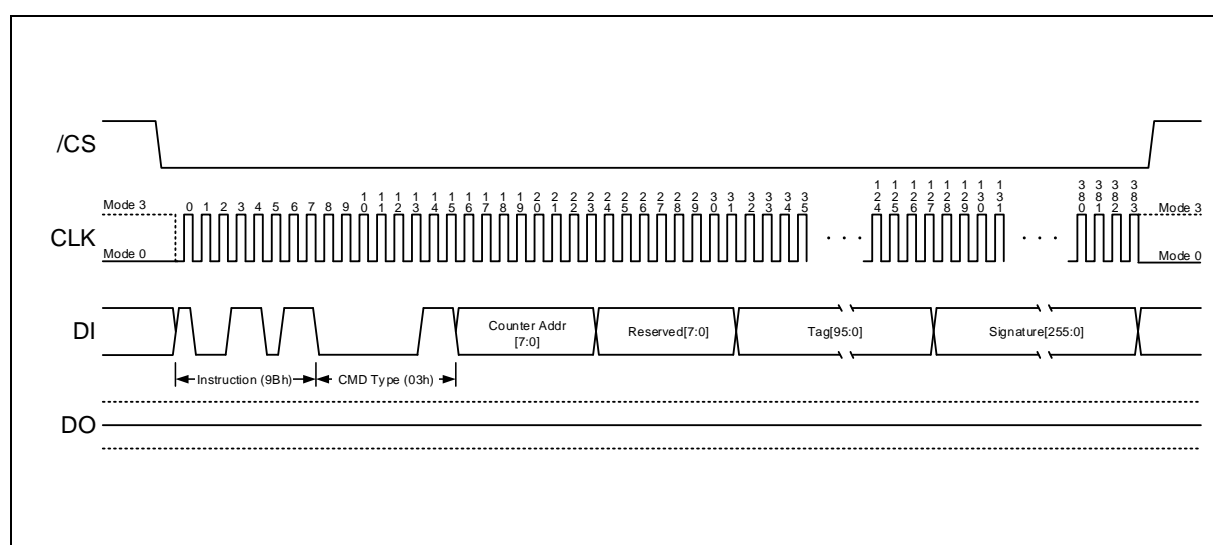 /CS
0 1 2 3 4 5 6 7 8 9 10 11 12 13 14 15 16 17 18 19 20 21 22 23 24 25 26 27 28 29 30 31 32 33 34 35 124 125 126 127 128 129 130 131 380 381 382 383
Mode 3 Mode 3
CLK . . . . . . . .
Mode 0 Mode 0
DI Counter Addr Reserved[7:0] Tag[95:0] Signature[255:0]
[7:0]
Instruction (9Bh) CMD Type (03h)
DO